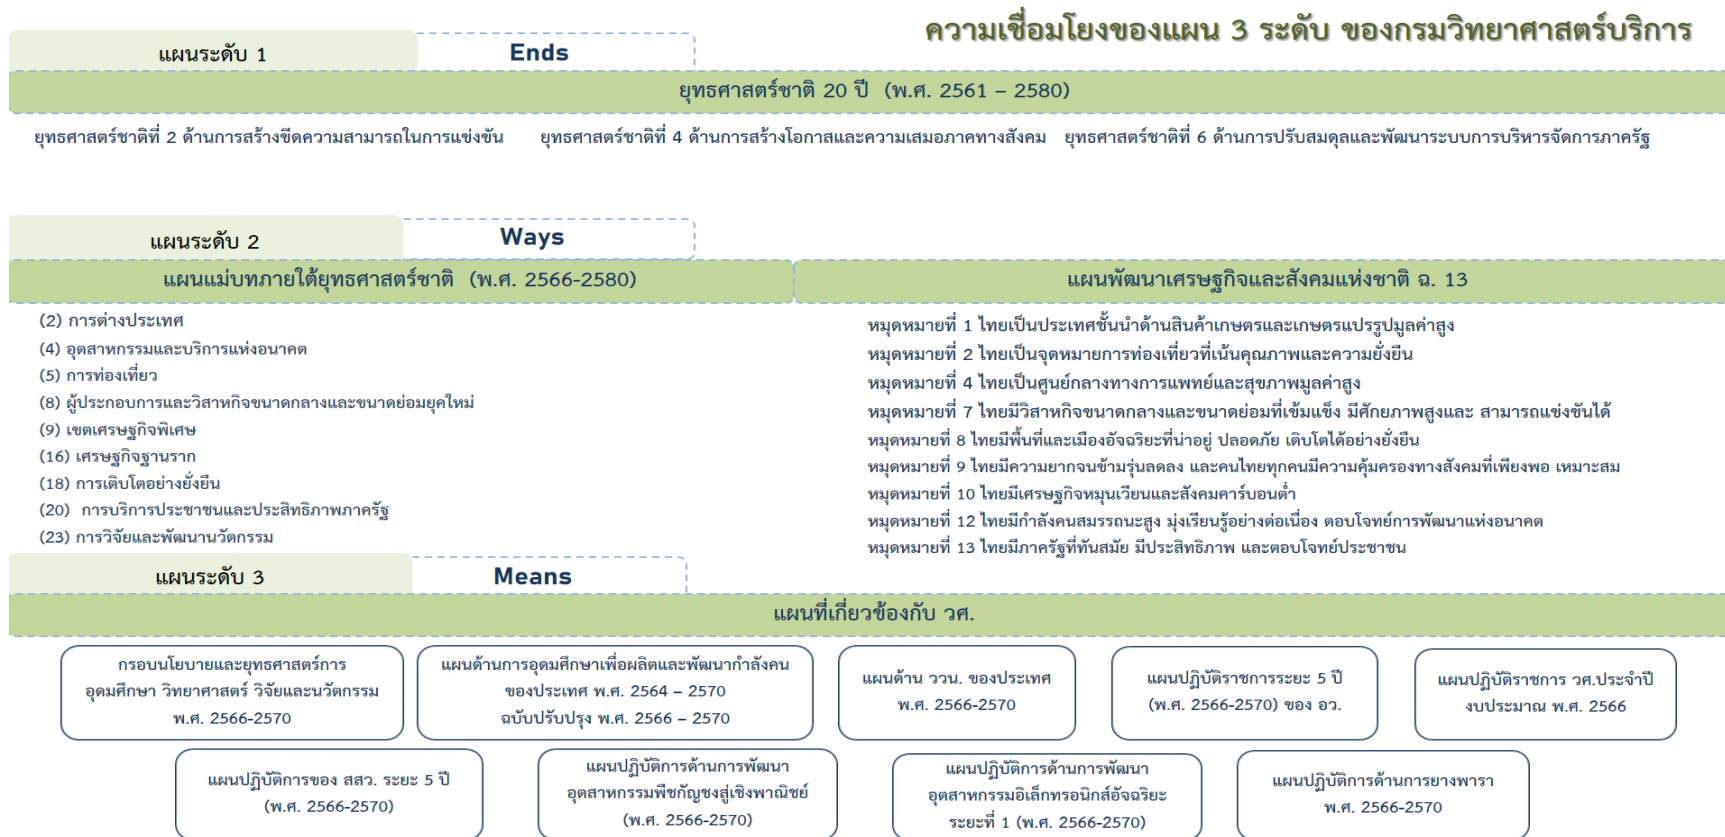 ความเชื่อมโยงของแผน 3 ระดับ ของกรมวิทยาศาสตร์บริการ
แผนระดับ 1
Ends
ยุทธศาสตร์ชาติ 20 ปี (พ.ศ. 2561 – 2580)
ยุทธศาสตร์ชาติที่ 2 ด้านการสร้างขีดความสามารถในการแข่งขัน
ยุทธศาสตร์ชาติที่ 4 ด้านการสร้างโอกาสและความเสมอภาคทางสังคม
ยุทธศาสตร์ชาติที่ 6 ด้านการปรับสมดุลและพัฒนาระบบการบริหารจัดการภาครัฐ
แผนระดับ 2
Ways
แผนแม่บทภายใต้ยุทธศาสตร์ชาติ (พ.ศ. 2566-2580)
(2) การต่างประเทศ
(4) อุตสาหกรรมและบริการแห่งอนาคต
(5) การท่องเที่ยว
(8) ผู้ประกอบการและวิสาหกิจขนาดกลางและขนาดย่อมยุคใหม่
(9) เขตเศรษฐกิจพิเศษ
(16) เศรษฐกิจฐานราก
(18) การเติบโตอย่างยั่งยืน
(20) การบริการประชาชนและประสิทธิภาพภาครัฐ
(23) การวิจัยและพัฒนานวัตกรรม
แผนพัฒนาเศรษฐกิจและสังคมแห่งชาติ ฉ. 13
หมุดหมายที่ 1 ไทยเป็นประเทศชั้นนำด้านสินค้าเกษตรและเกษตรแปรรูปมูลค่าสูง
หมุดหมายที่ 2 ไทยเป็นจุดหมายการท่องเที่ยวที่เน้นคุณภาพและความยั่งยืน
หมุดหมายที่ 4 ไทยเป็นศูนย์กลางทางการแพทย์และสุขภาพมูลค่าสูง
หมุดหมายที่ 7 ไทยมีวิสาหกิจขนาดกลางและขนาดย่อมที่เข้มแข็ง มีศักยภาพสูงและ สามารถแข่งขันได้
หมุดหมายที่ 8 ไทยมีพื้นที่และเมืองอัจฉริยะที่น่าอยู่ ปลอดภัย เติบโตได้อย่างยั่งยืน
หมุดหมายที่ 9 ไทยมีความยากจนข้ามรุ่นลดลง และคนไทยทุกคนมีความคุ้มครองทางสังคมที่เพียงพอ เหมาะสม
หมุดหมายที่ 10 ไทยมีเศรษฐกิจหมุนเวียนและสังคมคาร์บอนต่ำ
หมุดหมายที่ 12 ไทยมีกำลังคนสมรรถนะสูง มุ่งเรียนรู้อย่างต่อเนื่อง ตอบโจทย์การพัฒนาแห่งอนาคต
หมุดหมายที่ 13 ไทยมีภาครัฐที่ทันสมัย มีประสิทธิภาพ และตอบโจทย์ประชาชน
แผนระดับ 3
Means
แผนที่เกี่ยวข้องกับ วศ.
กรอบนโยบายและยุทธศาสตร์การ
อุดมศึกษา วิทยาศาสตร์ วิจัยและนวัตกรรม
พ.ศ. 2566-2570
แผนด้านการอุดมศึกษาเพื่อผลิตและพัฒนากำลังคน
ของประเทศ พ.ศ. 2564 – 2570
ฉบับปรับปรุง พ.ศ. 2566 – 2570
แผนด้าน ววน. ของประเทศ
พ.ศ. 2566-2570
แผนปฏิบัติราชการระยะ 5 ปี
(พ.ศ. 2566-2570) ของ อว.
แผนปฏิบัติราชการ วศ.ประจำปี
งบประมาณ พ.ศ. 2566
แผนปฏิบัติการของ สสว. ระยะ 5 ปี
(พ.ศ. 2566-2570)
แผนปฏิบัติการด้านการพัฒนา
อุตสาหกรรมพืชกัญชงสู่เชิงพาณิชย์
(พ.ศ. 2566-2570)
แผนปฏิบัติการด้านการพัฒนา
อุตสาหกรรมอิเล็กทรอนิกส์อัจฉริยะ
ระยะที่ 1 (พ.ศ. 2566-2570)
แผนปฏิบัติการด้านการยางพารา
พ.ศ. 2566-2570